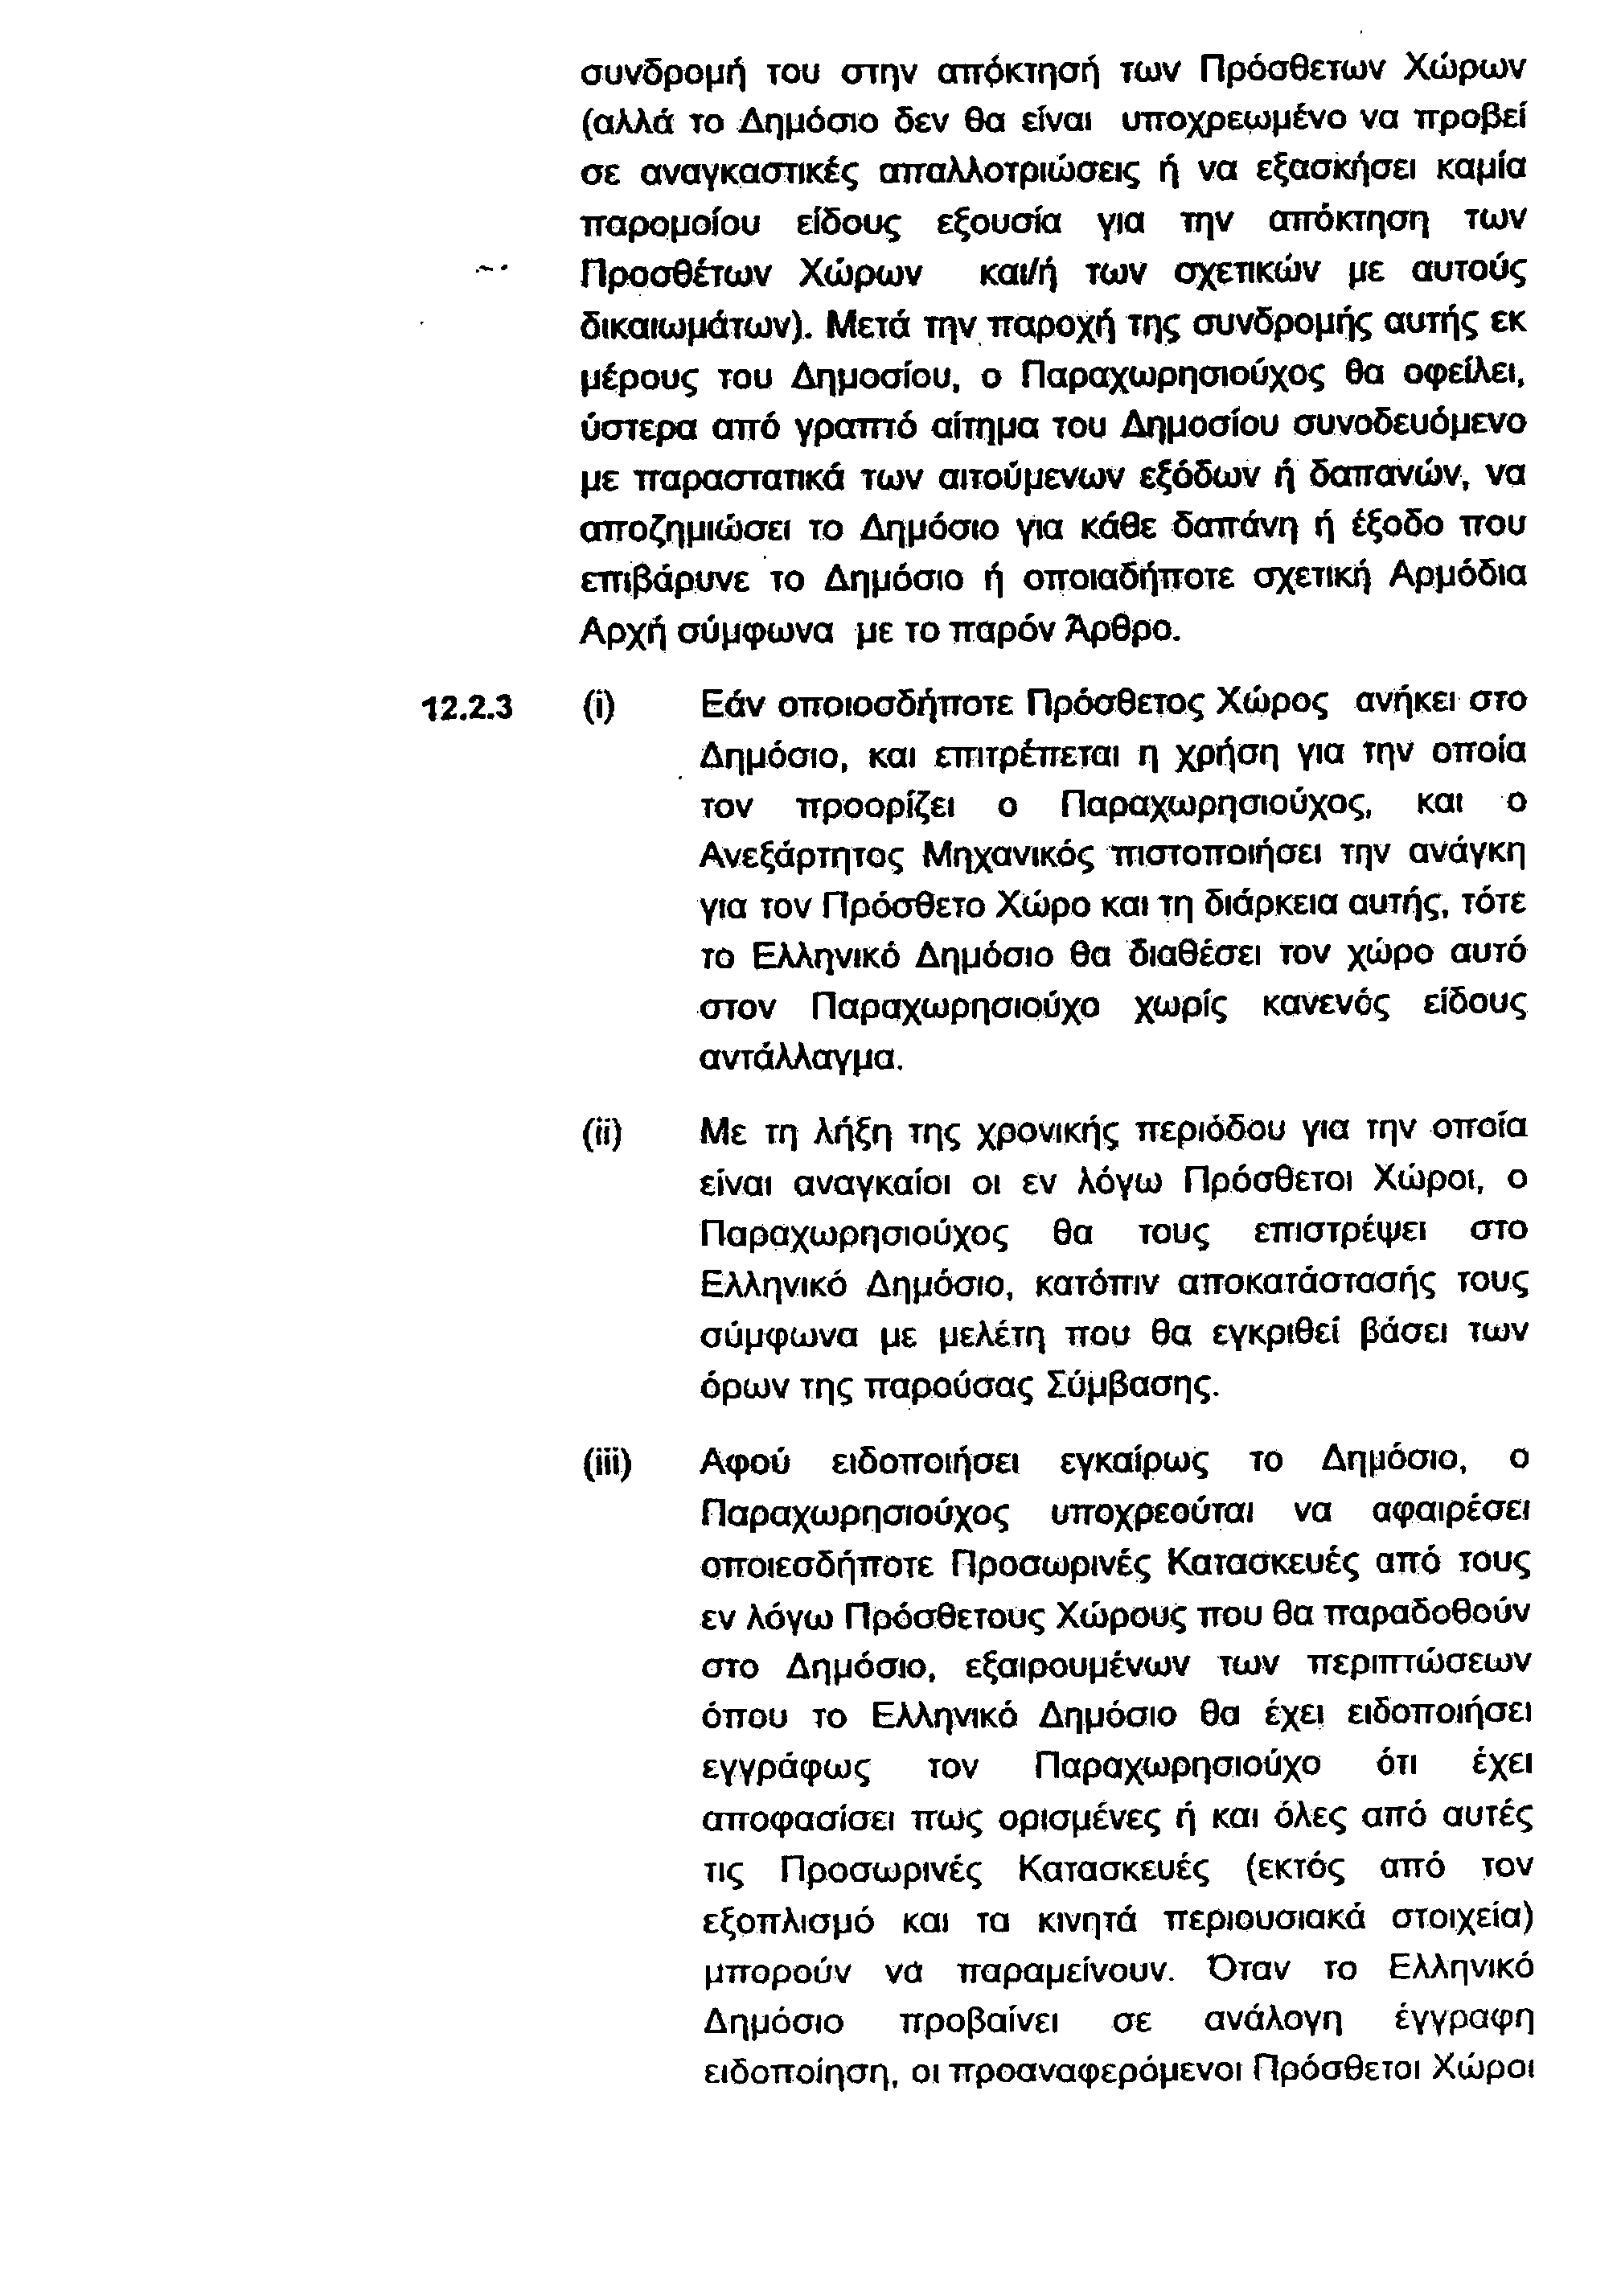 συνδρομή του στην απόκτησή των Πρόσθετων Χώρων
(αλλά το Δημόσιο δεν θα είναι υποχρεωμένο να προβεί
σε αναγκαστικές απαλλοτριώσεις ή να εξασκήσει καμία
παρομοίου είδους εξουσία για την απόκτηση των
Προσθέτων Χώρων και/ή των σχετικών με αυτούς
δικαιωμάτων). Μετά την παροχή της συνδρομής αυτής εκ
μέρους του Δημοσίου, ο Παραχωρησιούχος θα οφείλει,
ύστερα από γραπτό αίτημα του Δημοσίου συνοδευόμενο
με παραστατικά των αιτούμενων εξόδων ή δαπανών, να
αποζημιώσει το Δημόσιο για κάθε δαπάνη ή έξοδο που
επιβάρυνε το Δημόσιο ή οποιαδήποτε σχετική Αρμόδια
Αρχή σύμφωνα με το παρόν Άρθρο.
12.2.3 (i) Εάν οποιοσδήποτε Πρόσθετος Χώρος ανήκει στο
Δημόσιο, και επιτρέπεται η χρήση για την οποία
τον προορίζει ο Παραχωρησιούχος, και ο
Ανεξάρτητος Μηχανικός πιστοποιήσει την ανάγκη
για τον Πρόσθετο Χώρο και τη διάρκεια αυτής, τότε
το Ελληνικό Δημόσιο θα διαθέσει τον χώρο αυτό
στον Παραχωρησιούχο χωρίς κανενός είδους
αντάλλαγμα.
(ii) Με τη λήξη της χρονικής περιόδου για την οποία
είναι αναγκαίοι οι εν λόγω Πρόσθετοι Χώροι, ο
Παραχωρησιούχος θα τους επιστρέψει στο
Ελληνικό Δημόσιο, κατόπιν αποκατάστασής τους
σύμφωνα με μελέτη που θα εγκριθεί βάσει των
όρων της παρούσας Σύμβασης.
(iii) Αφού ειδοποιήσει εγκαίρως το Δημόσιο, ο
Παραχωρησιούχος υποχρεούται να αφαιρέσει
οποιεσδήποτε Προσωρινές Κατασκευές από τους
εν λόγω Πρόσθετους Χώρους που θα παραδοθούν
στο Δημόσιο, εξαιρουμένων των περιπτώσεων
όπου το Ελληνικό Δημόσιο θα έχει ειδοποιήσει
εγγράφως τον Παραχωρησιούχο ότι έχει
αποφασίσει πως ορισμένες ή και όλες από αυτές
τις Προσωρινές Κατασκευές (εκτός από τον
εξοπλισμό και τα κινητά περιουσιακά στοιχεία)
μπορούν να παραμείνουν. Όταν το Ελληνικό
Δημόσιο προβαίνει σε ανάλογη έγγραφη
ειδοποίηση, οι προαναφερόμενοι Πρόσθετοι Χώροι